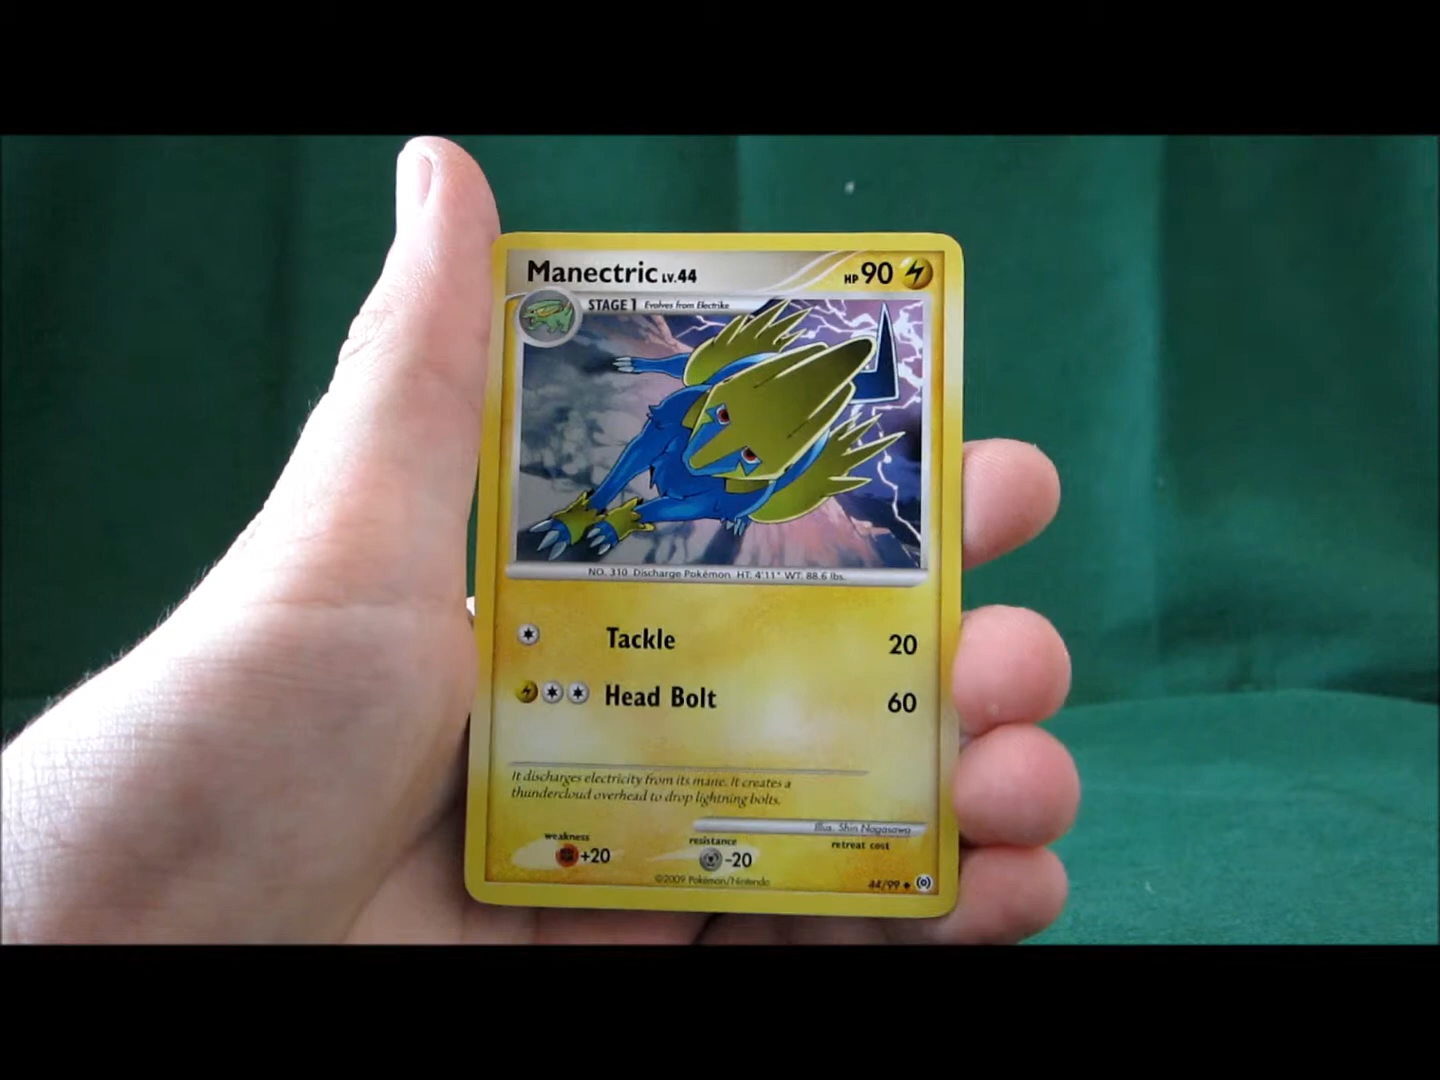 Manectric LV.44 HP 90
STAGE 1 Evolves from Electrike
NO. 310 Discharge Pokémon HT: 4'11" WT: 88.6 lbs.
Tackle 20
Head Bolt 60
It discharges electricity from its mane. It creates a
thundercloud overhead to drop lightning bolts.
Illus. Shin Nagasawa
weakness resistance retreat cost
+20 -20
©2009 Pokémon/Nintendo 44/99